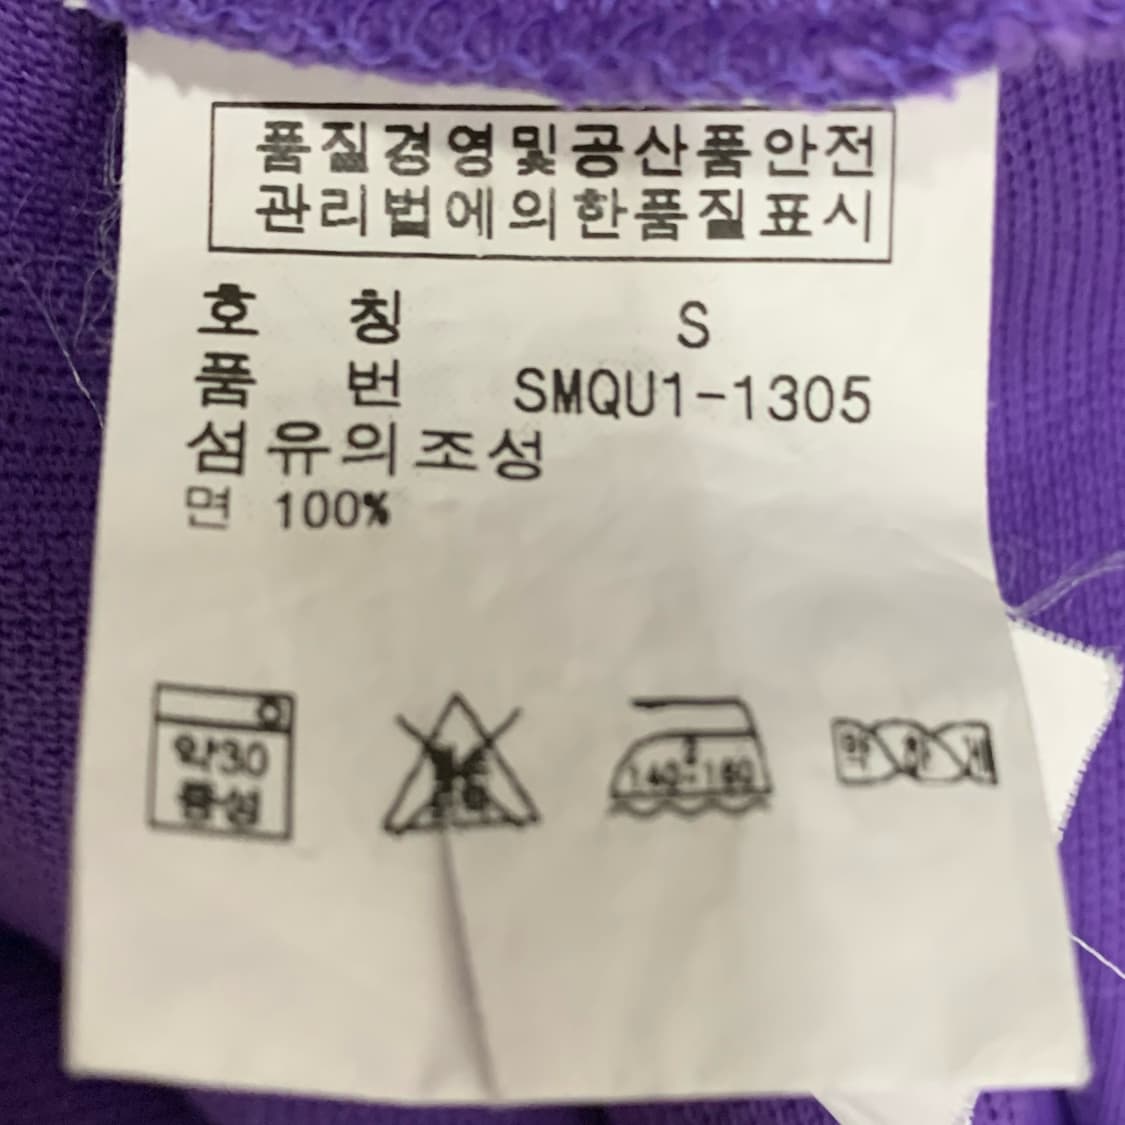 품질경영및공산품안전
관리법에의한품질표시
호 칭 S
품 번 SMQU1-1305
섬유의조성
면 100%
약30
중성
140-160
약 하 게